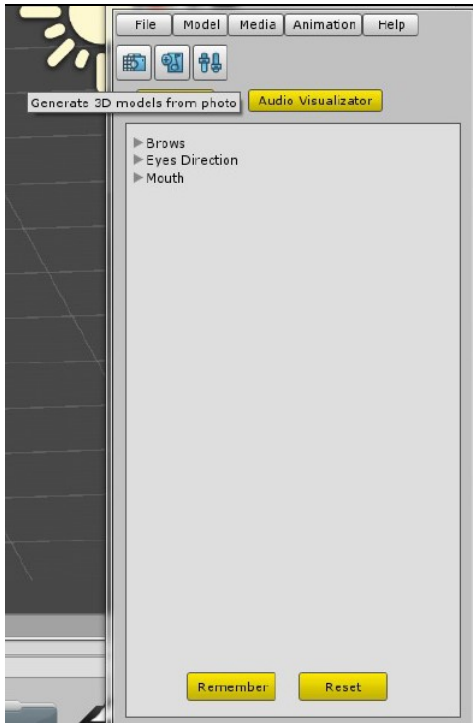 File Model Media Animation Help
Generate 3D models from photo
Audio Visualizator
Brows
Eyes Direction
Mouth
Remember Reset